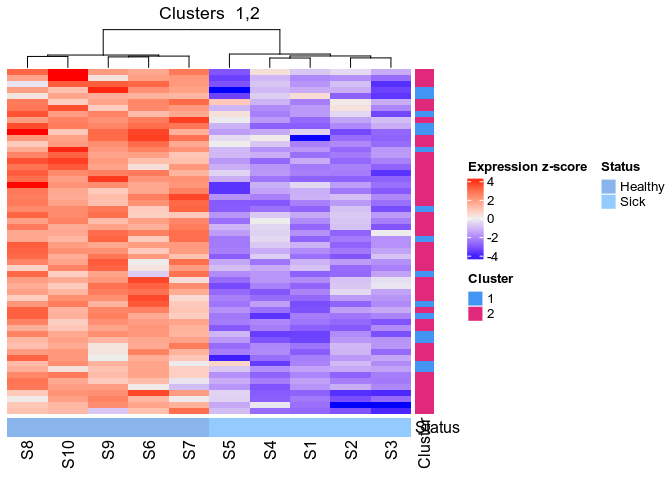 Clusters 1,2
Expression z-score
4
2
0
-2
-4
Status
Healthy
Sick
Cluster
1
2
Status
S8 S10 S9 S6 S7 S5 S4 S1 S2 S3 Cluster